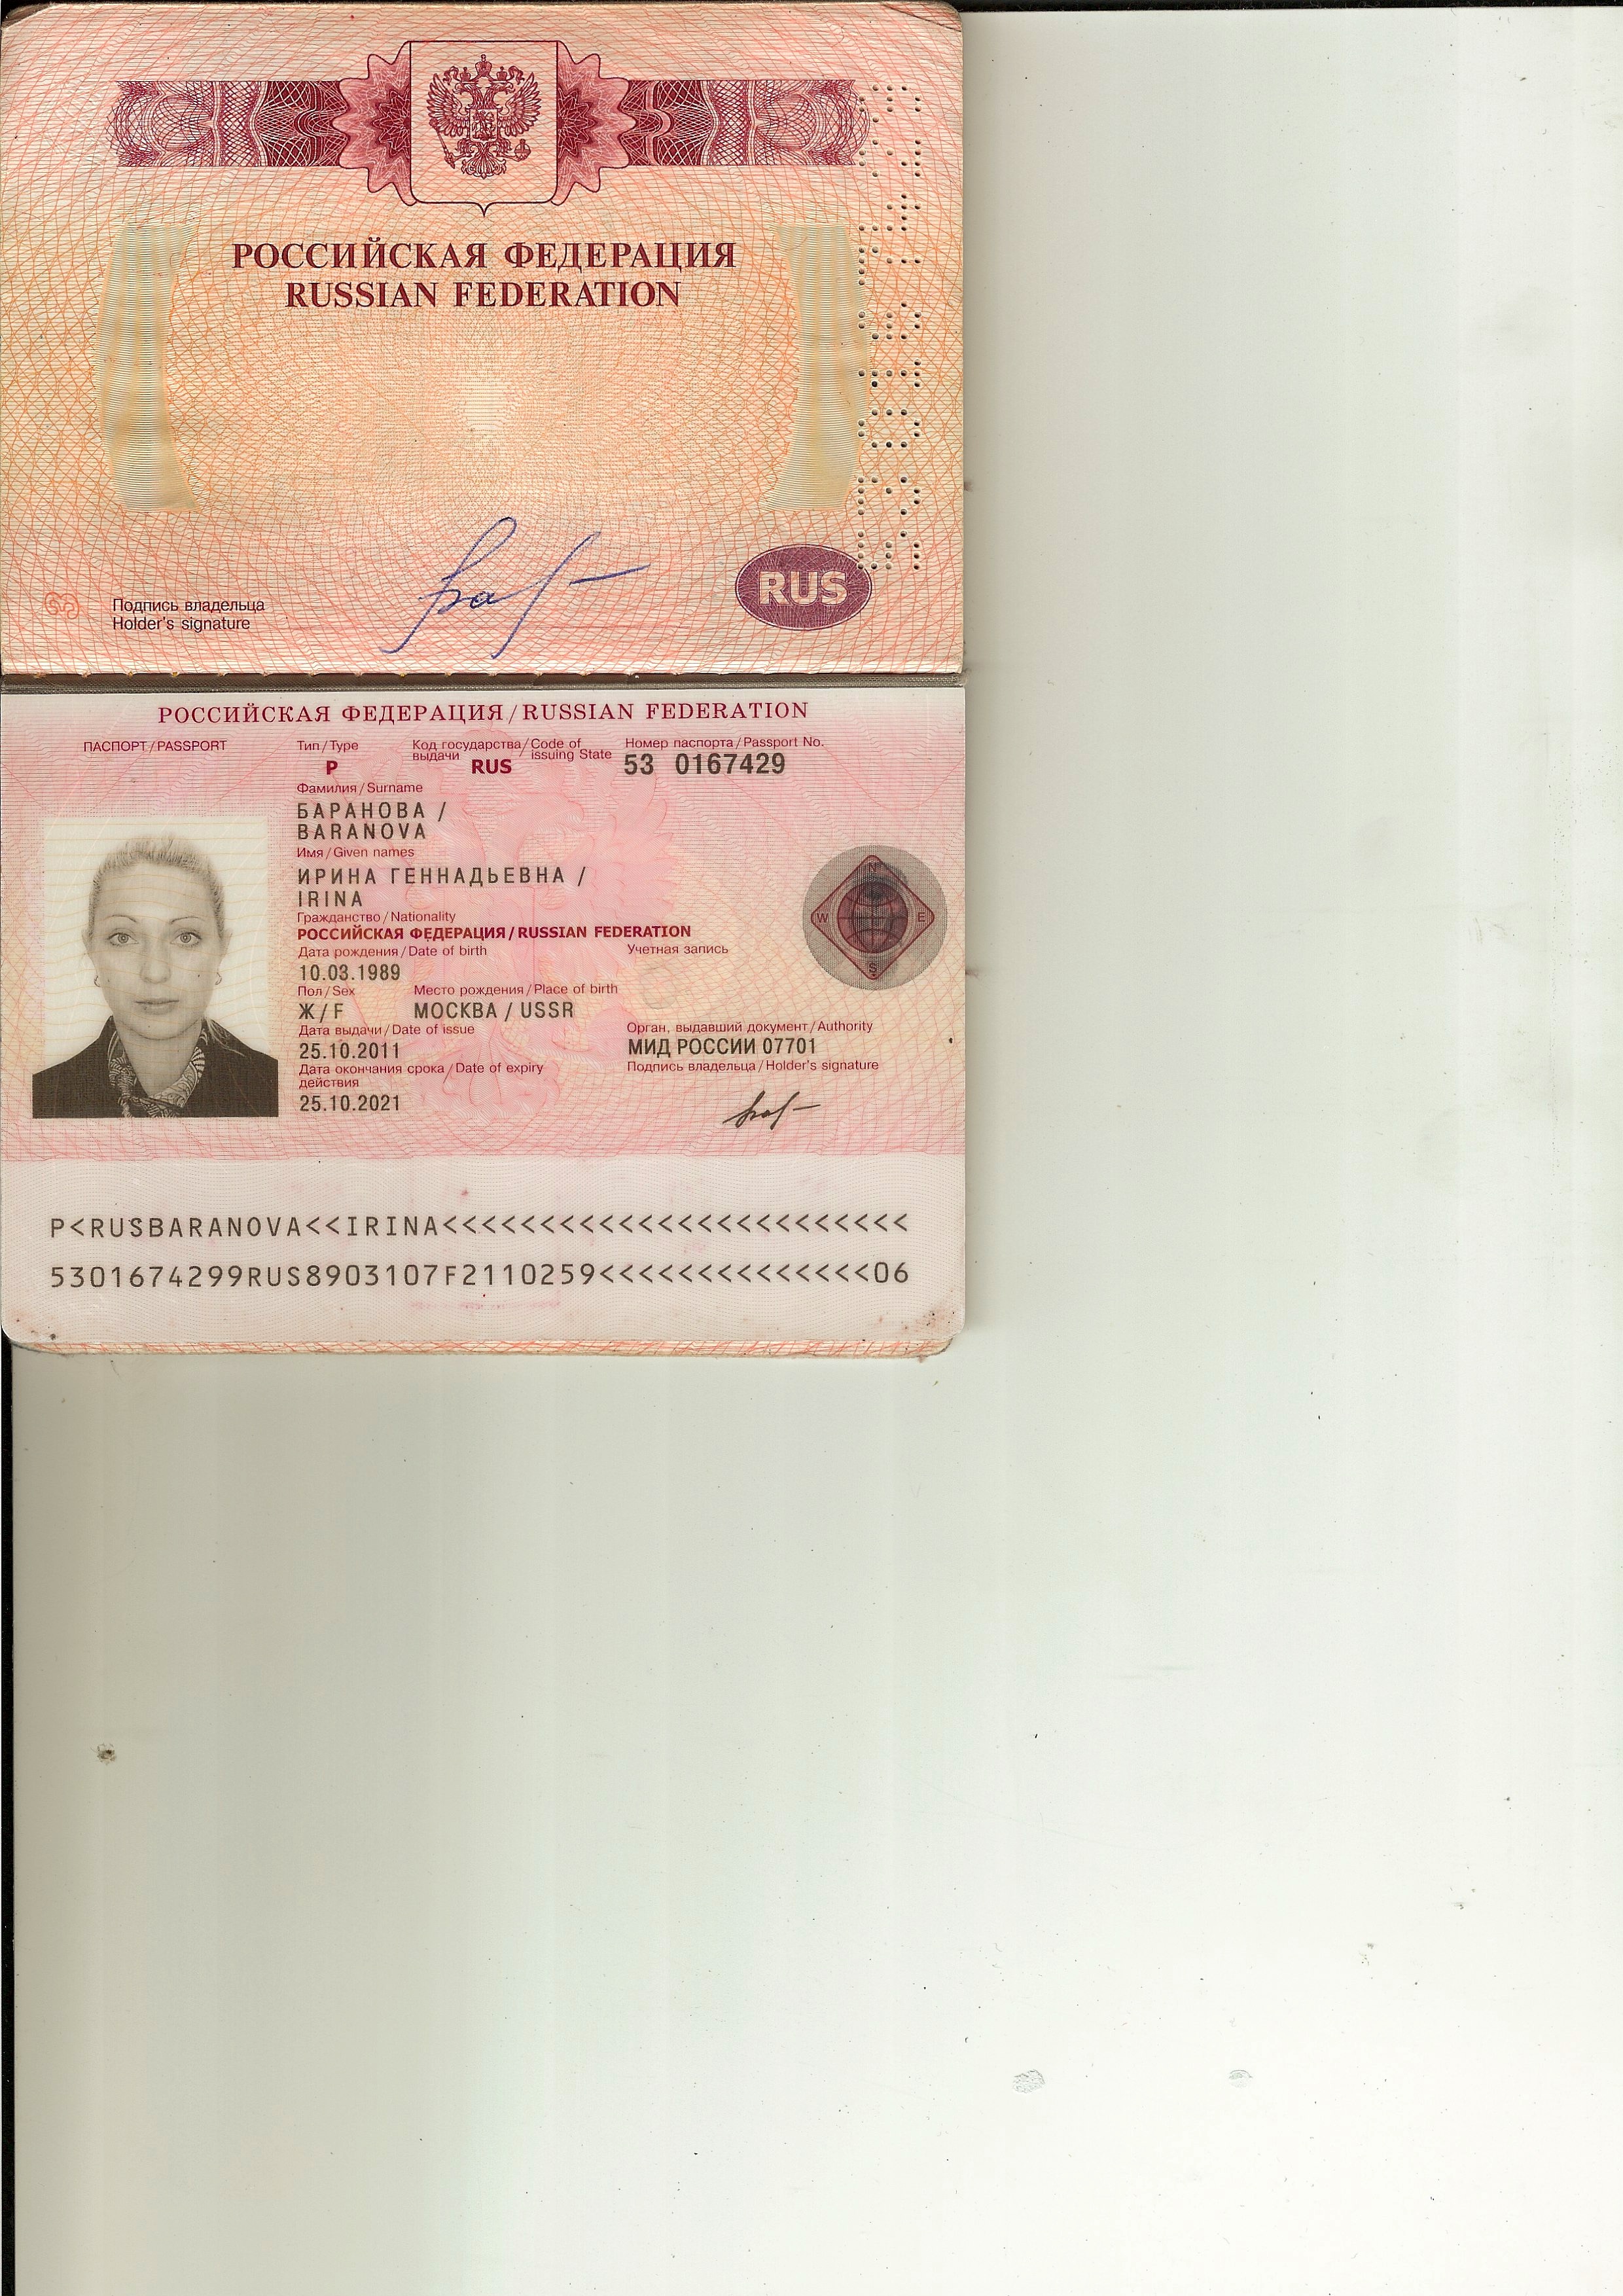 РОССИЙСКАЯ ФЕДЕРАЦИЯ
RUSSIAN FEDERATION
53 0167429
Подпись владельца
Holder's signature
RUS
РОССИЙСКАЯ ФЕДЕРАЦИЯ / RUSSIAN FEDERATION
ПАСПОРТ / PASSPORT
Тип / Type
Код государства выдачи / Code of issuing State
Номер паспорта / Passport No.
P
RUS
53 0167429
Фамилия / Surname
БАРАНОВА /
BARANOVA
Имя / Given names
ИРИНА ГЕННАДЬЕВНА /
IRINA
Гражданство / Nationality
РОССИЙСКАЯ ФЕДЕРАЦИЯ / RUSSIAN FEDERATION
Дата рождения / Date of birth
Учетная запись
10.03.1989
Пол / Sex
Место рождения / Place of birth
Ж / F
МОСКВА / USSR
Дата выдачи / Date of issue
Орган, выдавший документ / Authority
25.10.2011
МИД РОССИИ 07701
Дата окончания срока / Date of expiry
действия
Подпись владельца / Holder's signature
25.10.2021
N
W
E
S
P<RUSBARANOVA<<IRINA<<<<<<<<<<<<<<<<<<<<<<<<
5301674299RUS8903107F2110259<<<<<<<<<<<<<<06